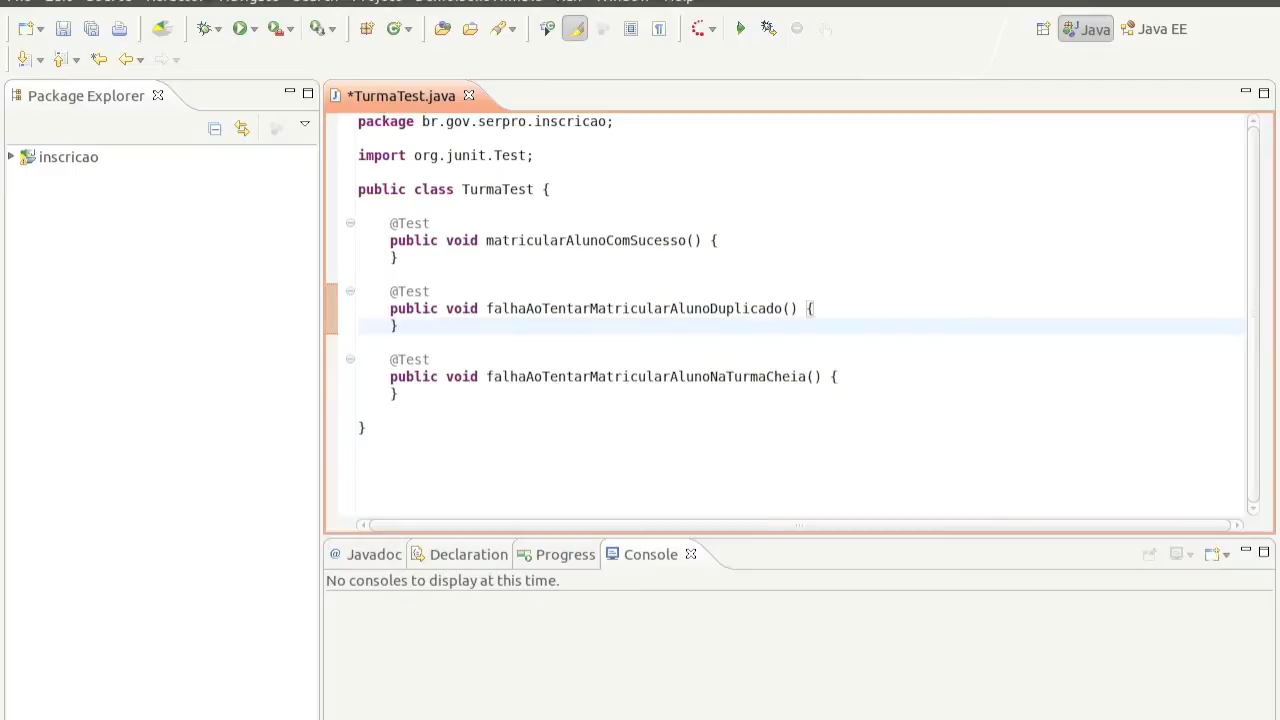 Java
Java EE
Package Explorer
*TurmaTest.java
inscricao
package br.gov.serpro.inscricao;
import org.junit.Test;
public class TurmaTest {
@Test
public void matricularAlunoComSucesso() {
}
@Test
public void falhaAoTentarMatricularAlunoDuplicado() {
}
@Test
public void falhaAoTentarMatricularAlunoNaTurmaCheia() {
}
}
Javadoc
Declaration
Progress
Console
No consoles to display at this time.